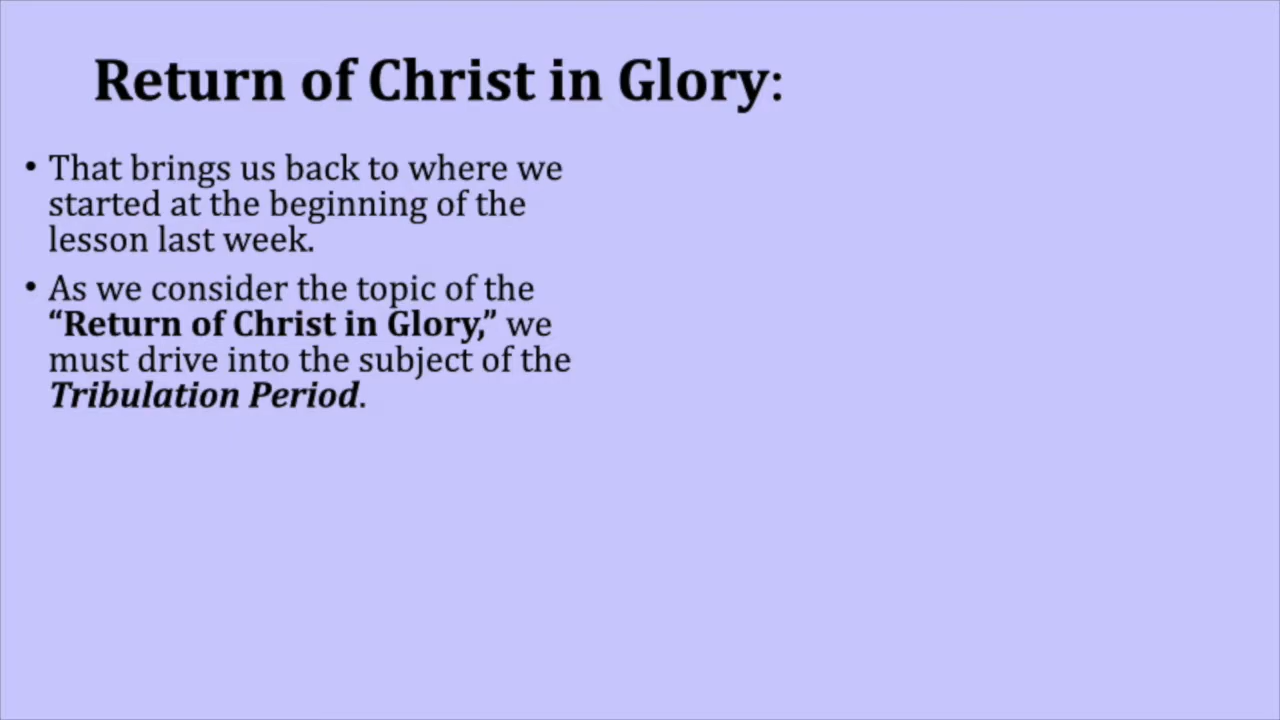 Return of Christ in Glory:
• That brings us back to where we
started at the beginning of the
lesson last week.
• As we consider the topic of the
“Return of Christ in Glory,” we
must drive into the subject of the
Tribulation Period.